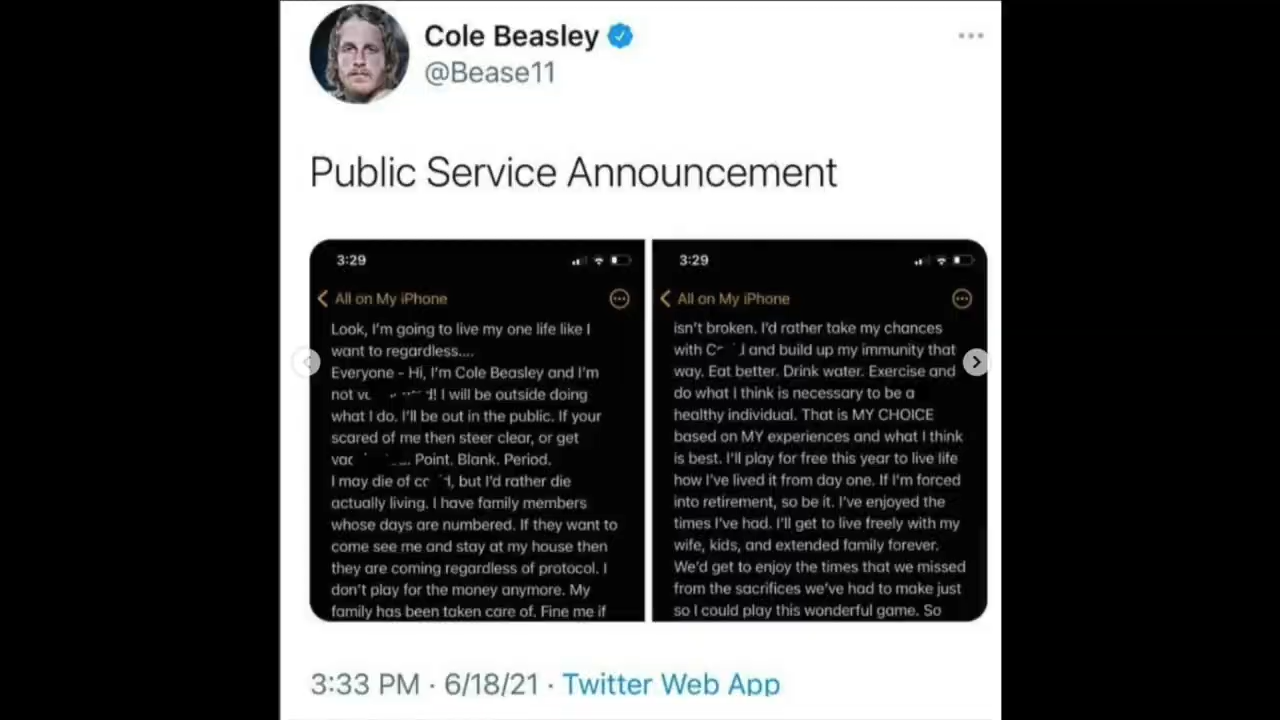 Cole Beasley
@Bease11
Public Service Announcement
3:29
All on My iPhone
Look, I'm going to live my one life like I
want to regardless....
Everyone - Hi, I'm Cole Beasley and I'm
not I will be outside doing
what I do. I'll be out in the public. If your
scared of me then steer clear, or get
Point. Blank. Period.
I may die of but I'd rather die
actually living. I have family members
whose days are numbered. If they want to
come see me and stay at my house then
they are coming regardless of protocol. I
don't play for the money anymore. My
family has been taken care of. Fine me if
3:29
All on My iPhone
isn't broken. I'd rather take my chances
with and build up my immunity that
way. Eat better. Drink water. Exercise and
do what I think is necessary to be a
healthy individual. That is MY CHOICE
based on MY experiences and what I think
is best. I'll play for free this year to live life
how I've lived it from day one. If I'm forced
into retirement, so be it. I've enjoyed the
times I've had. I'll get to live freely with my
wife, kids, and extended family forever.
We'd get to enjoy the times that we missed
from the sacrifices we've had to make just
so I could play this wonderful game. So
3:33 PM · 6/18/21 · Twitter Web App